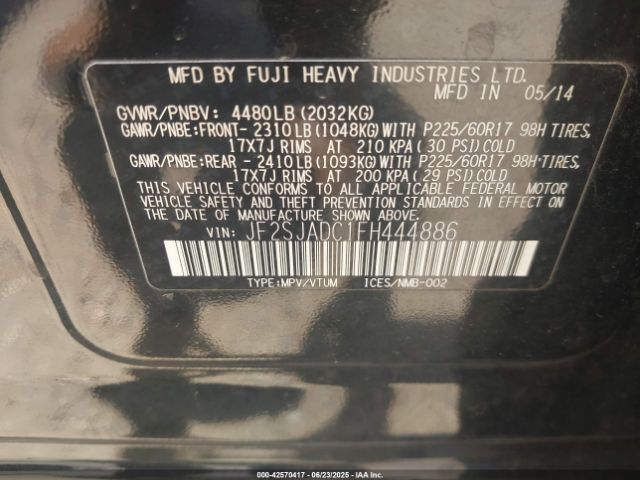 MFD BY FUJI HEAVY INDUSTRIES LTD.
MFD IN 05/14
GVWR/PNBV: 4480LB (2032KG)
GAWR/PNBE:FRONT- 2310LB (1048KG) WITH P225/60R17 98H TIRES,
17X7J RIMS AT 210 KPA (30 PSI) COLD
GAWR/PNBE:REAR - 2410LB (1093KG) WITH P225/60R17 98H TIRES,
17X7J RIMS AT 200 KPA (29 PSI) COLD
THIS VEHICLE CONFORMS TO ALL APPLICABLE FEDERAL MOTOR
VEHICLE SAFETY AND THEFT PREVENTION STANDARDS IN EFFECT
ON THE DATE OF MANUFACTURE SHOWN ABOVE.
VIN: JF2SJADC1FH444886
TYPE:MPV/VTUM ICES/NMB-002
000-42570417 - 06/23/2025 - IAAI.COM